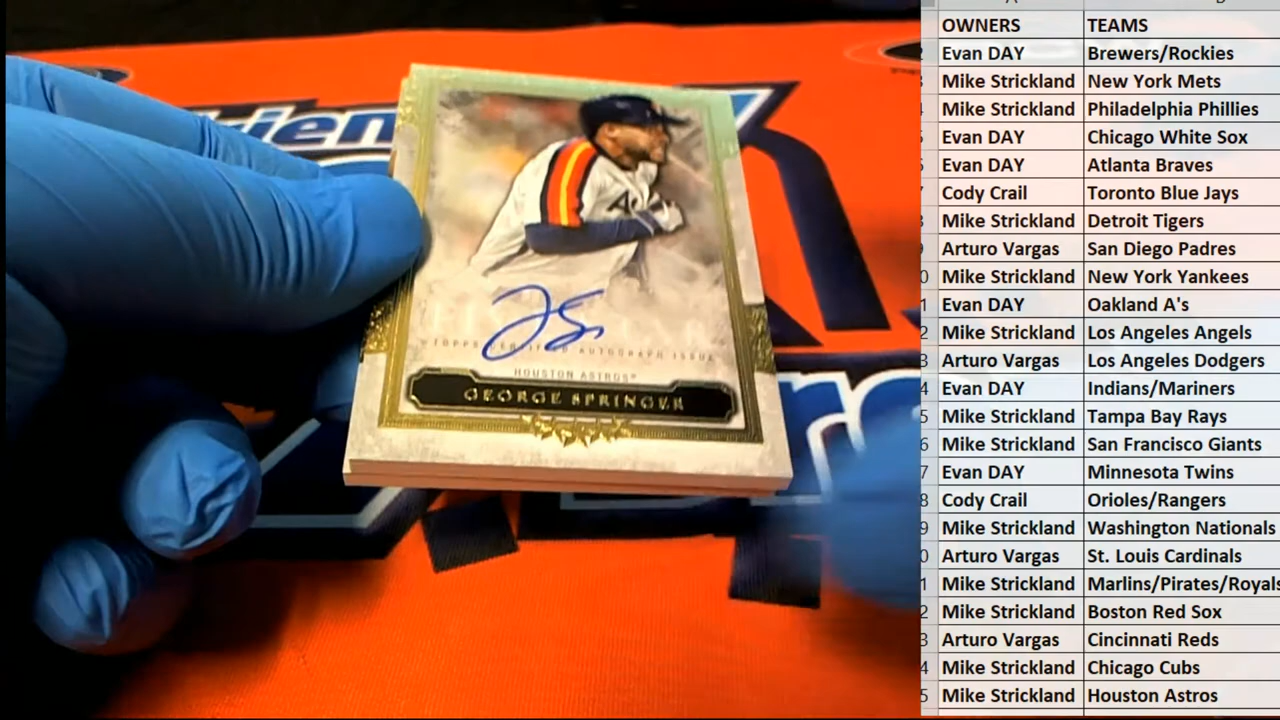 OWNERS TEAMS
Evan DAY Brewers/Rockies
Mike Strickland New York Mets
Mike Strickland Philadelphia Phillies
Evan DAY Chicago White Sox
Evan DAY Atlanta Braves
Cody Crail Toronto Blue Jays
Mike Strickland Detroit Tigers
Arturo Vargas San Diego Padres
Mike Strickland New York Yankees
Evan DAY Oakland A's
Mike Strickland Los Angeles Angels
Arturo Vargas Los Angeles Dodgers
Evan DAY Indians/Mariners
Mike Strickland Tampa Bay Rays
Mike Strickland San Francisco Giants
Evan DAY Minnesota Twins
Cody Crail Orioles/Rangers
Mike Strickland Washington Nationals
Arturo Vargas St. Louis Cardinals
Mike Strickland Marlins/Pirates/Royals
Mike Strickland Boston Red Sox
Arturo Vargas Cincinnati Reds
Mike Strickland Chicago Cubs
Mike Strickland Houston Astros
TOPPS CERTIFIED AUTOGRAPH ISSUE
HOUSTON ASTROS
GEORGE SPRINGER